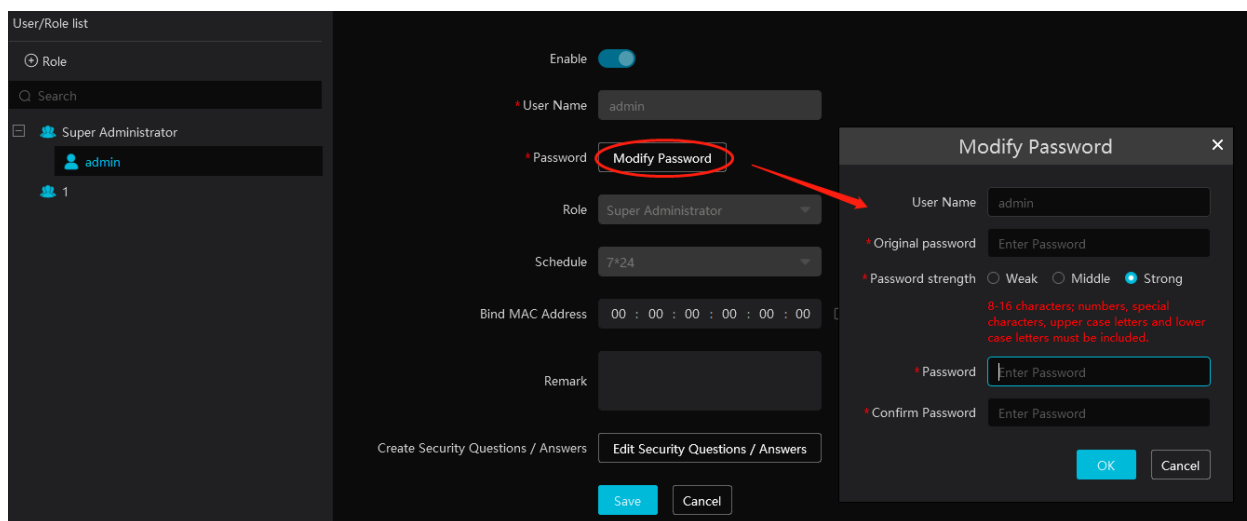 User/Role list
Role
Search
Super Administrator
admin
1
Enable
* User Name admin
* Password Modify Password
Role Super Administrator
Schedule 7*24
Bind MAC Address 00 : 00 : 00 : 00 : 00 : 00
Remark
Create Security Questions / Answers Edit Security Questions / Answers
Save Cancel
Modify Password ×
User Name admin
* Original password Enter Password
* Password strength Weak Middle Strong
8-16 characters; numbers, special
characters, upper case letters and lower
case letters must be included.
* Password Enter Password
* Confirm Password Enter Password
OK Cancel